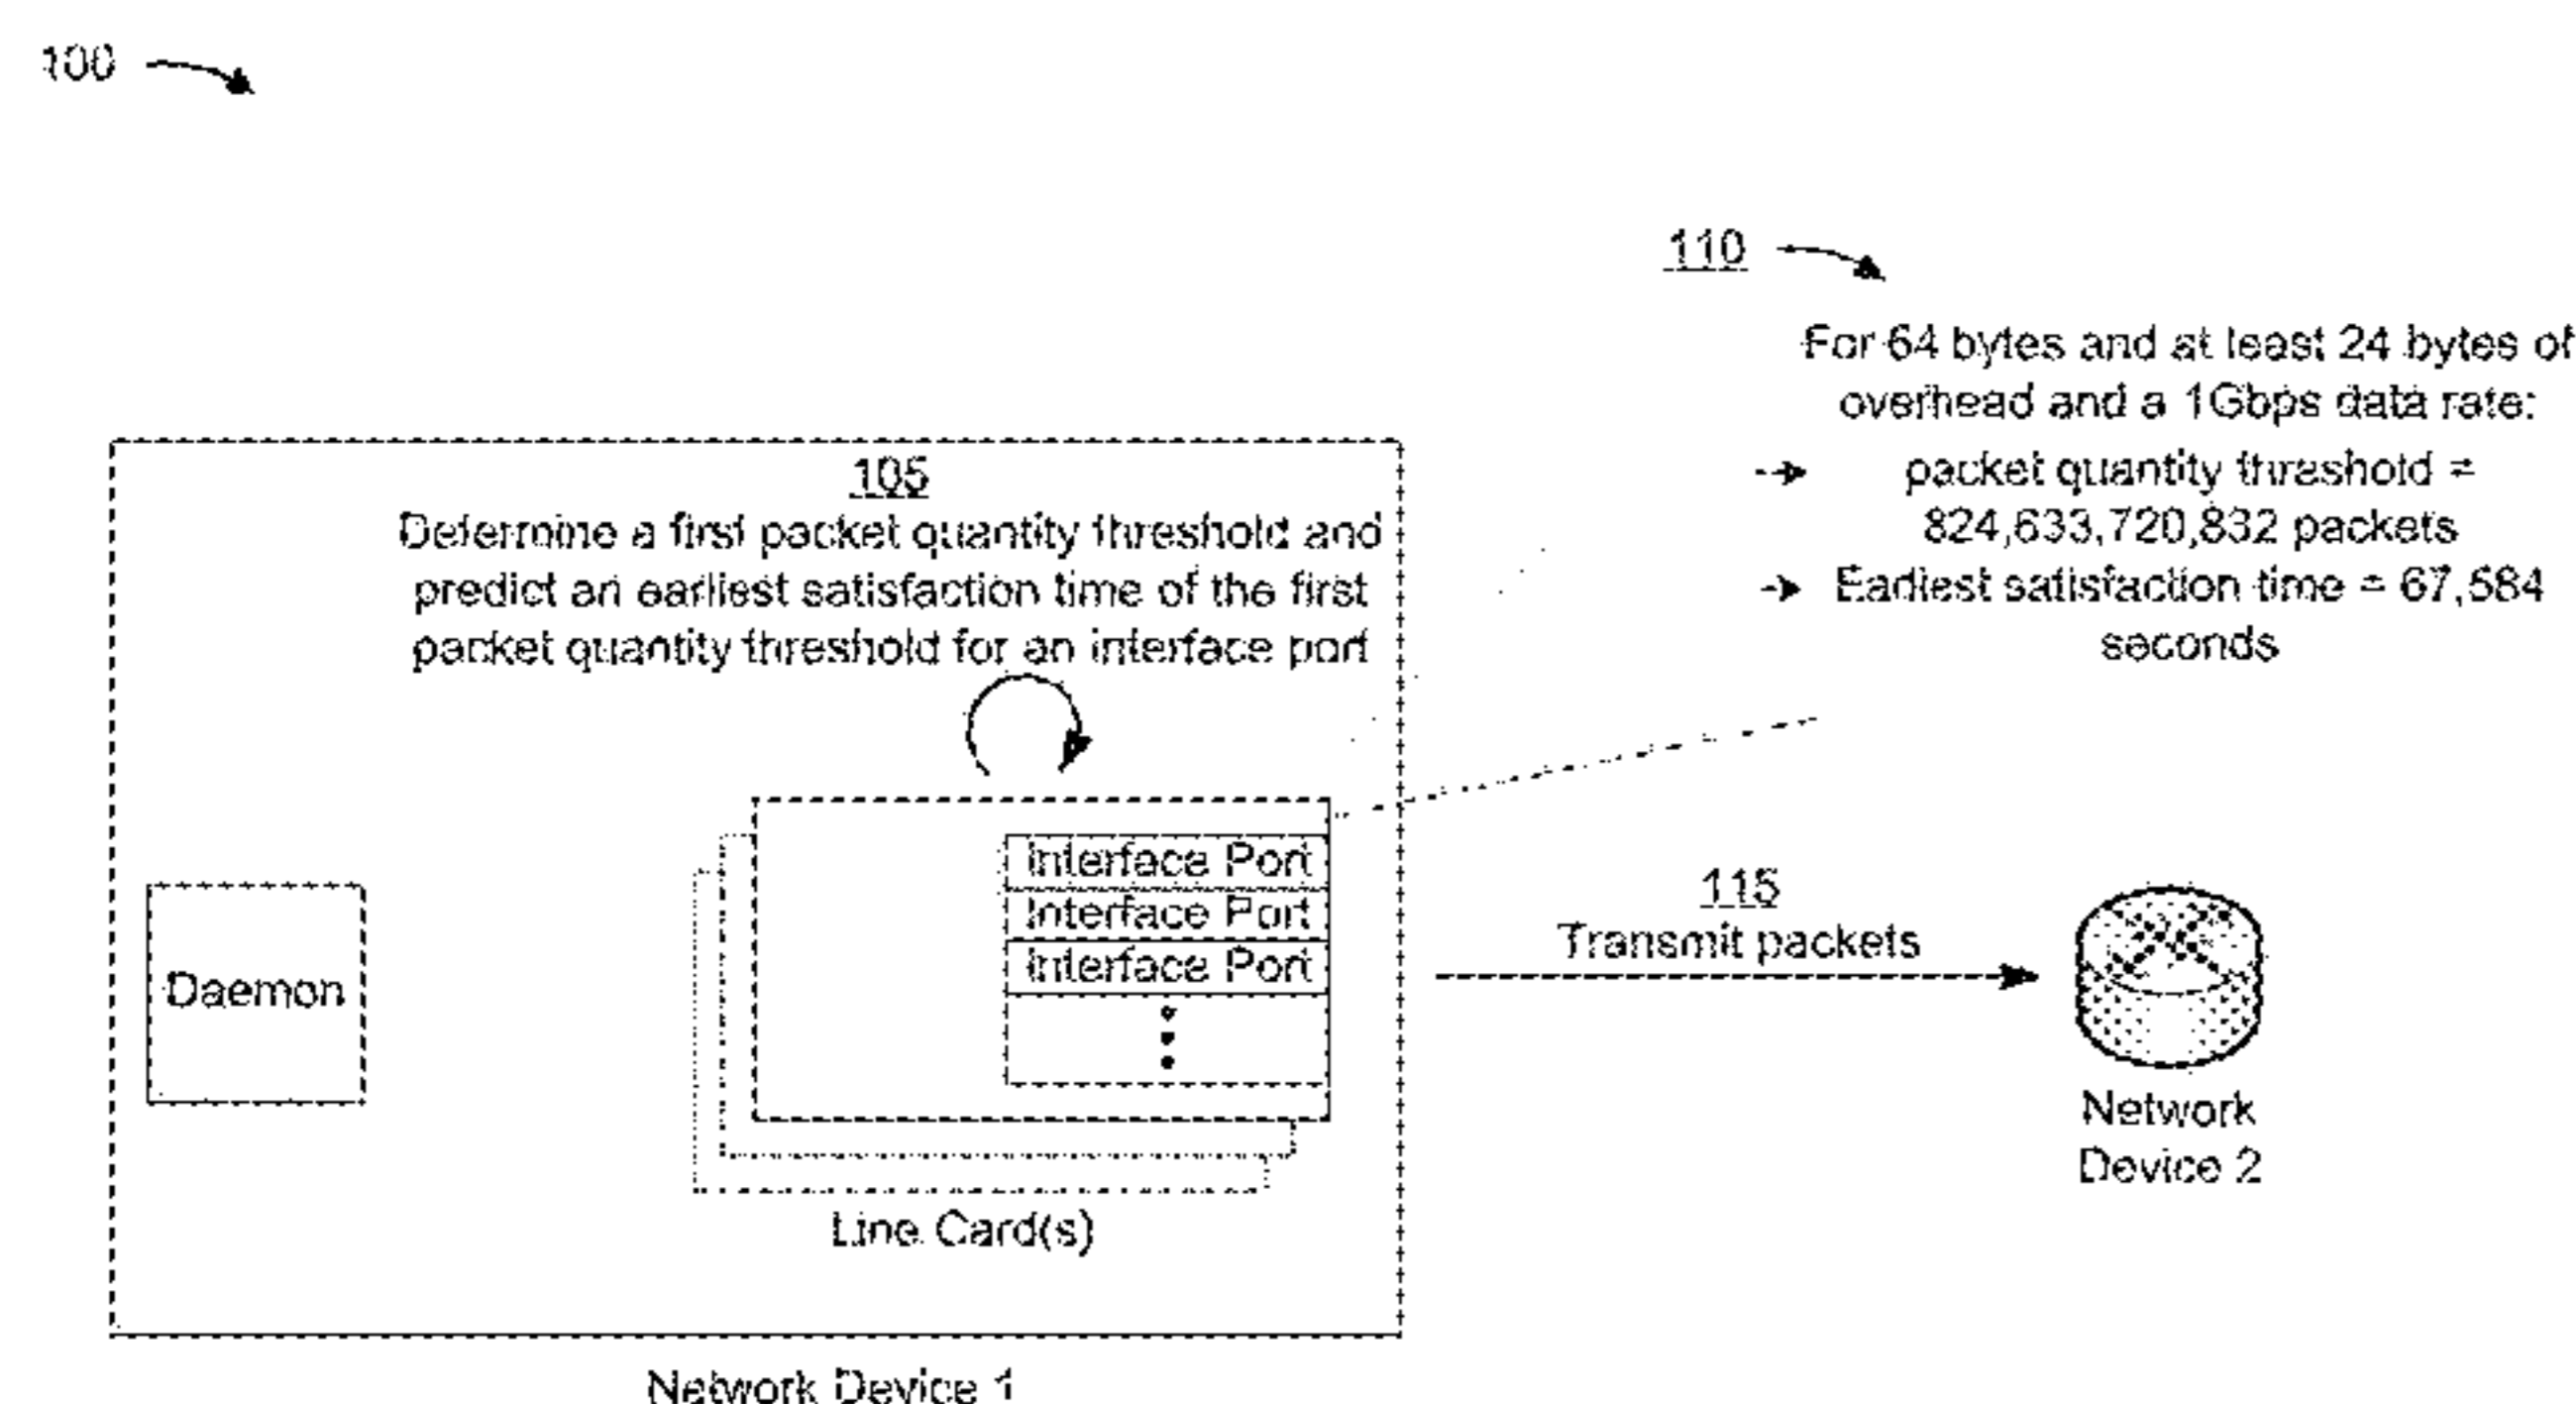 100
110
For 64 bytes and at least 24 bytes of
overhead and a 1Gbps data rate:
packet quantity threshold =
824,633,720,832 packets
Earliest satisfaction time = 67,584
seconds
105
Determine a first packet quantity threshold and
predict an earliest satisfaction time of the first
packet quantity threshold for an interface port
Interface Port
Interface Port
Interface Port
Daemon
Line Card(s)
115
Transmit packets
Network
Device 2
Network Device 1